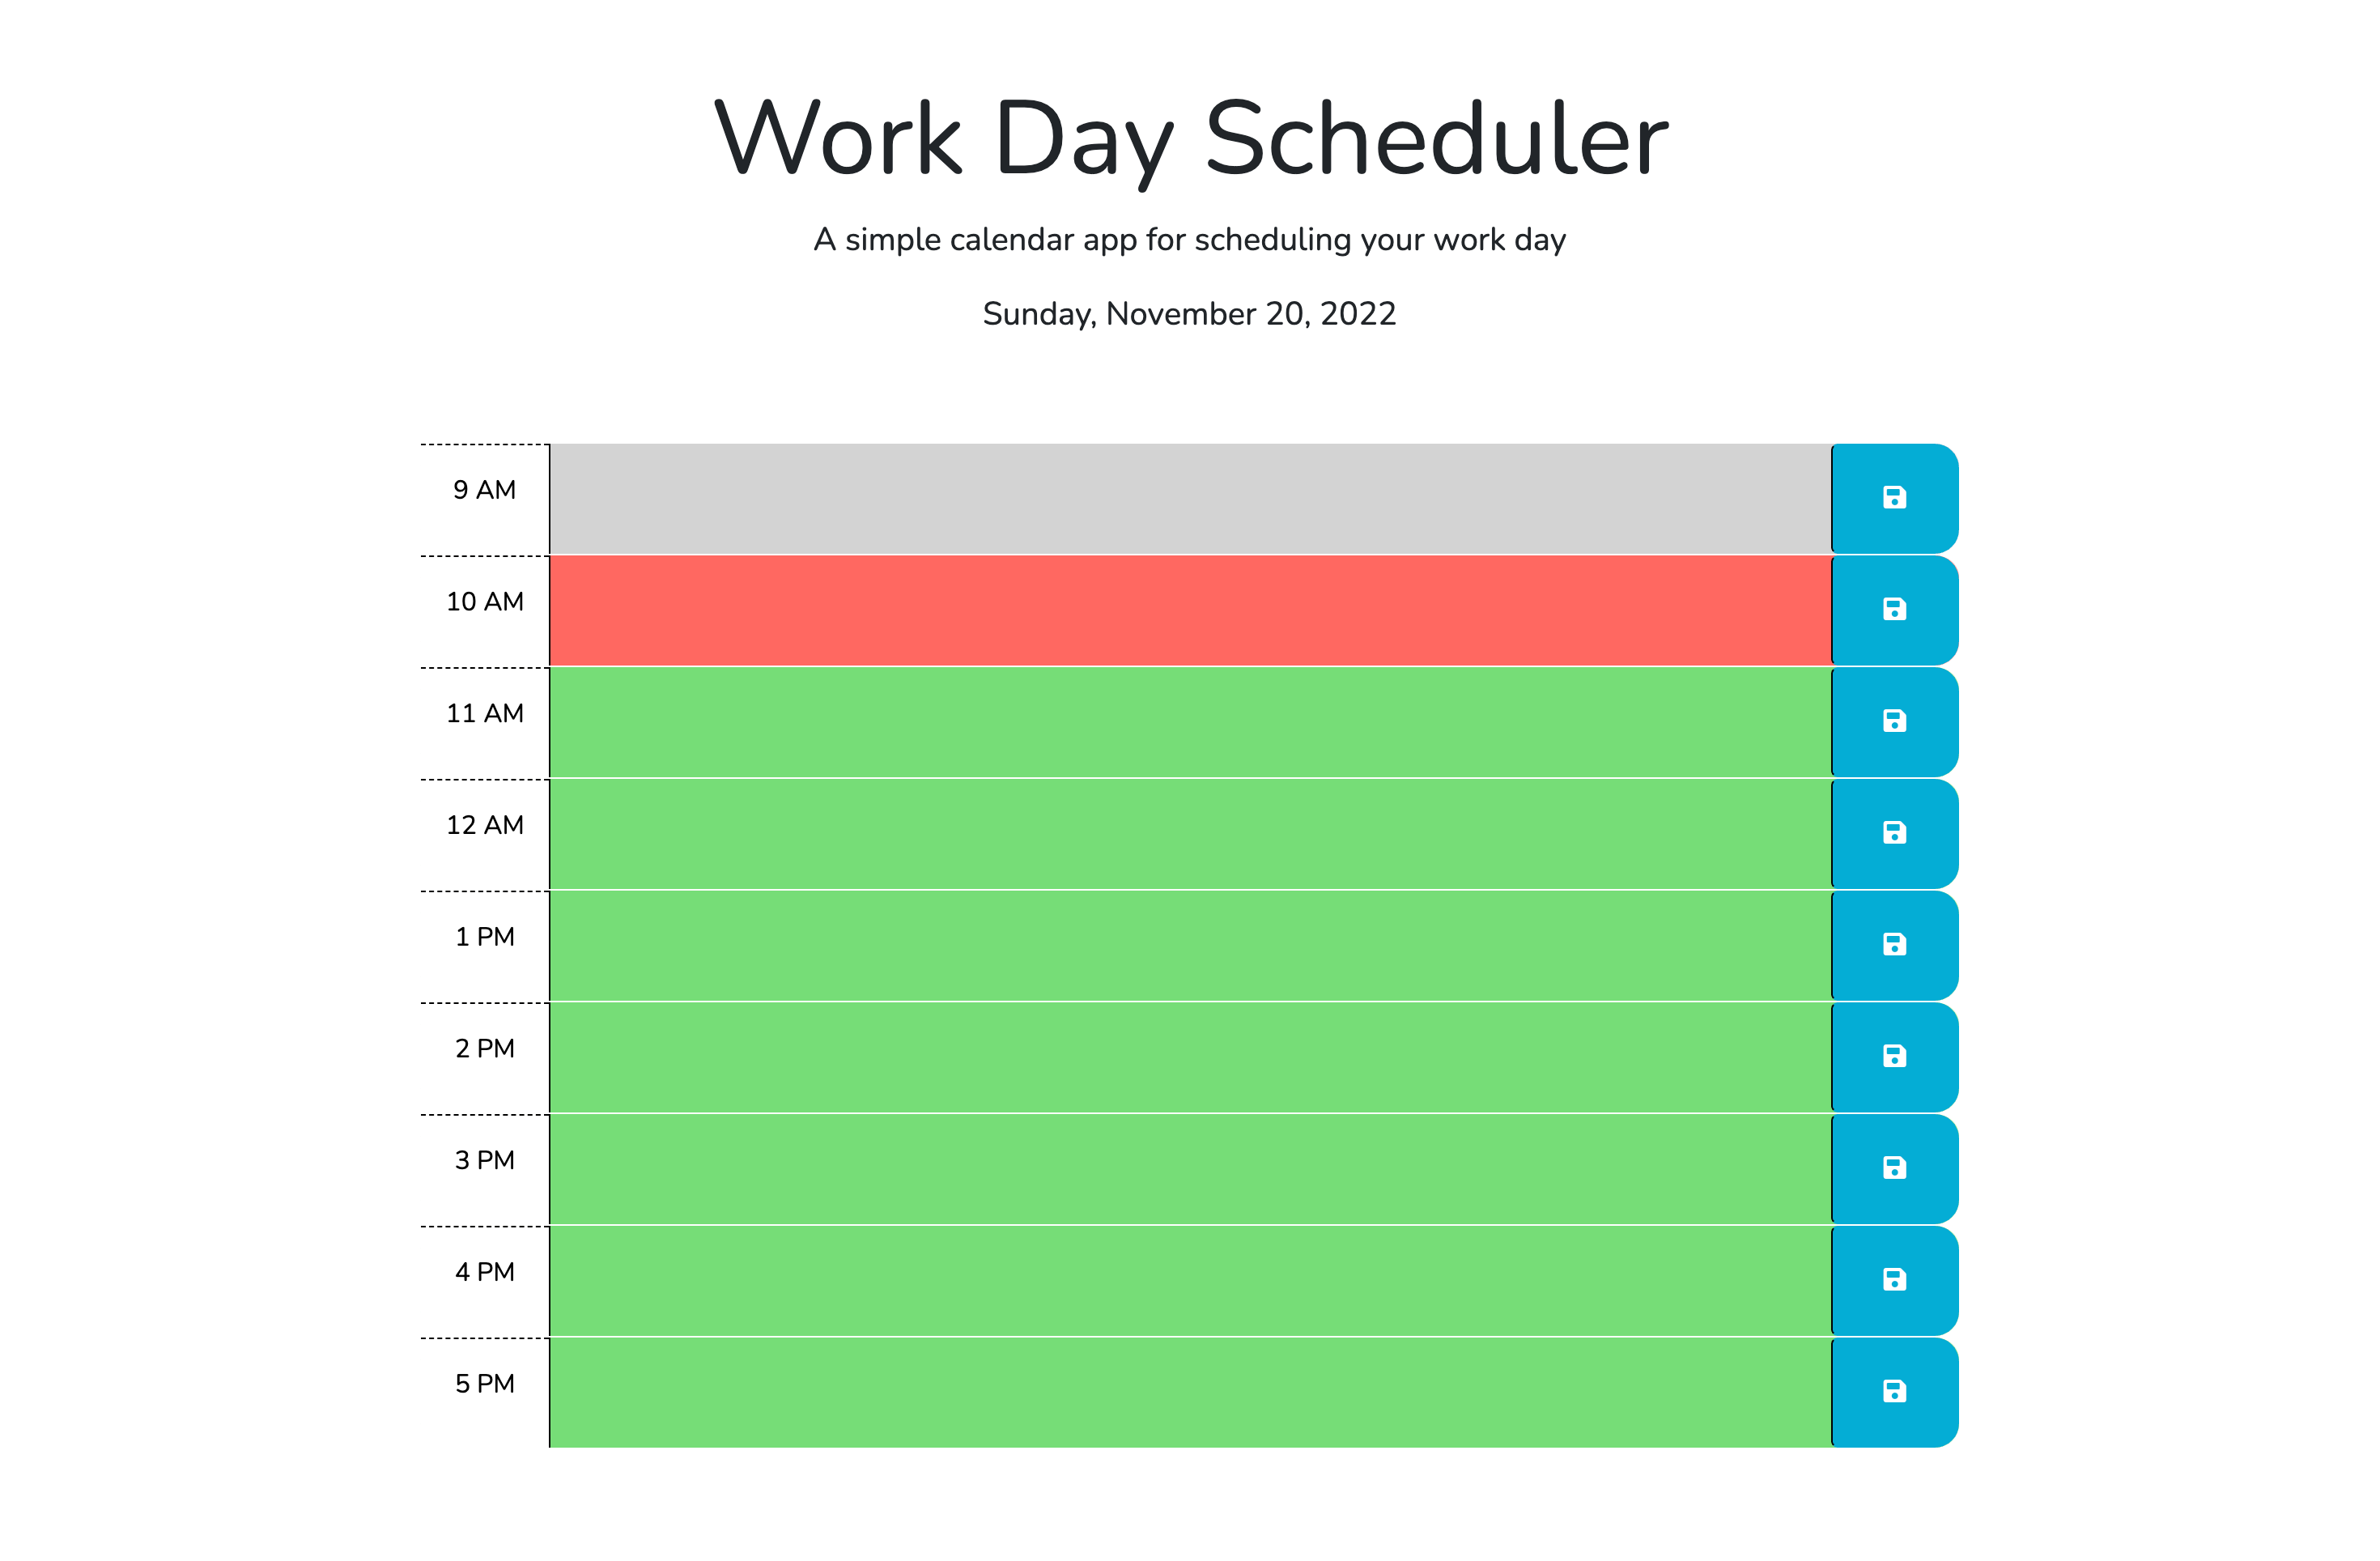 Work Day Scheduler
A simple calendar app for scheduling your work day
Sunday, November 20, 2022
9 AM
10 AM
11 AM
12 AM
1 PM
2 PM
3 PM
4 PM
5 PM